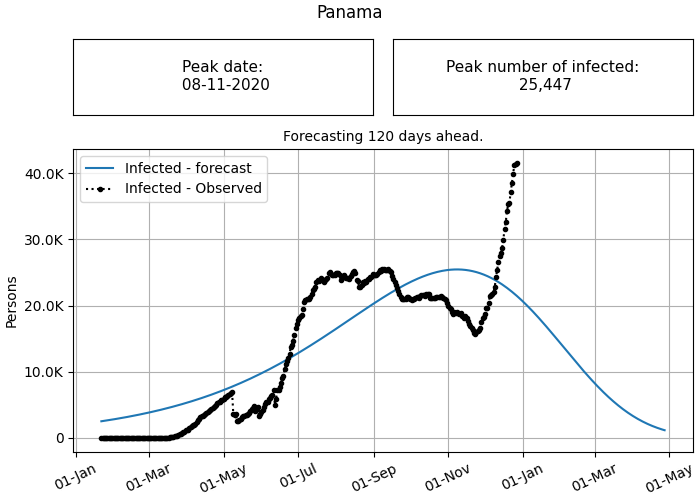 Panama
Peak date:
08-11-2020
Peak number of infected:
25,447
Forecasting 120 days ahead.
Infected - forecast
Infected - Observed
40.0K
30.0K
20.0K
10.0K
0
Persons
01-Jan
01-Mar
01-May
01-Jul
01-Sep
01-Nov
01-Jan
01-Mar
01-May